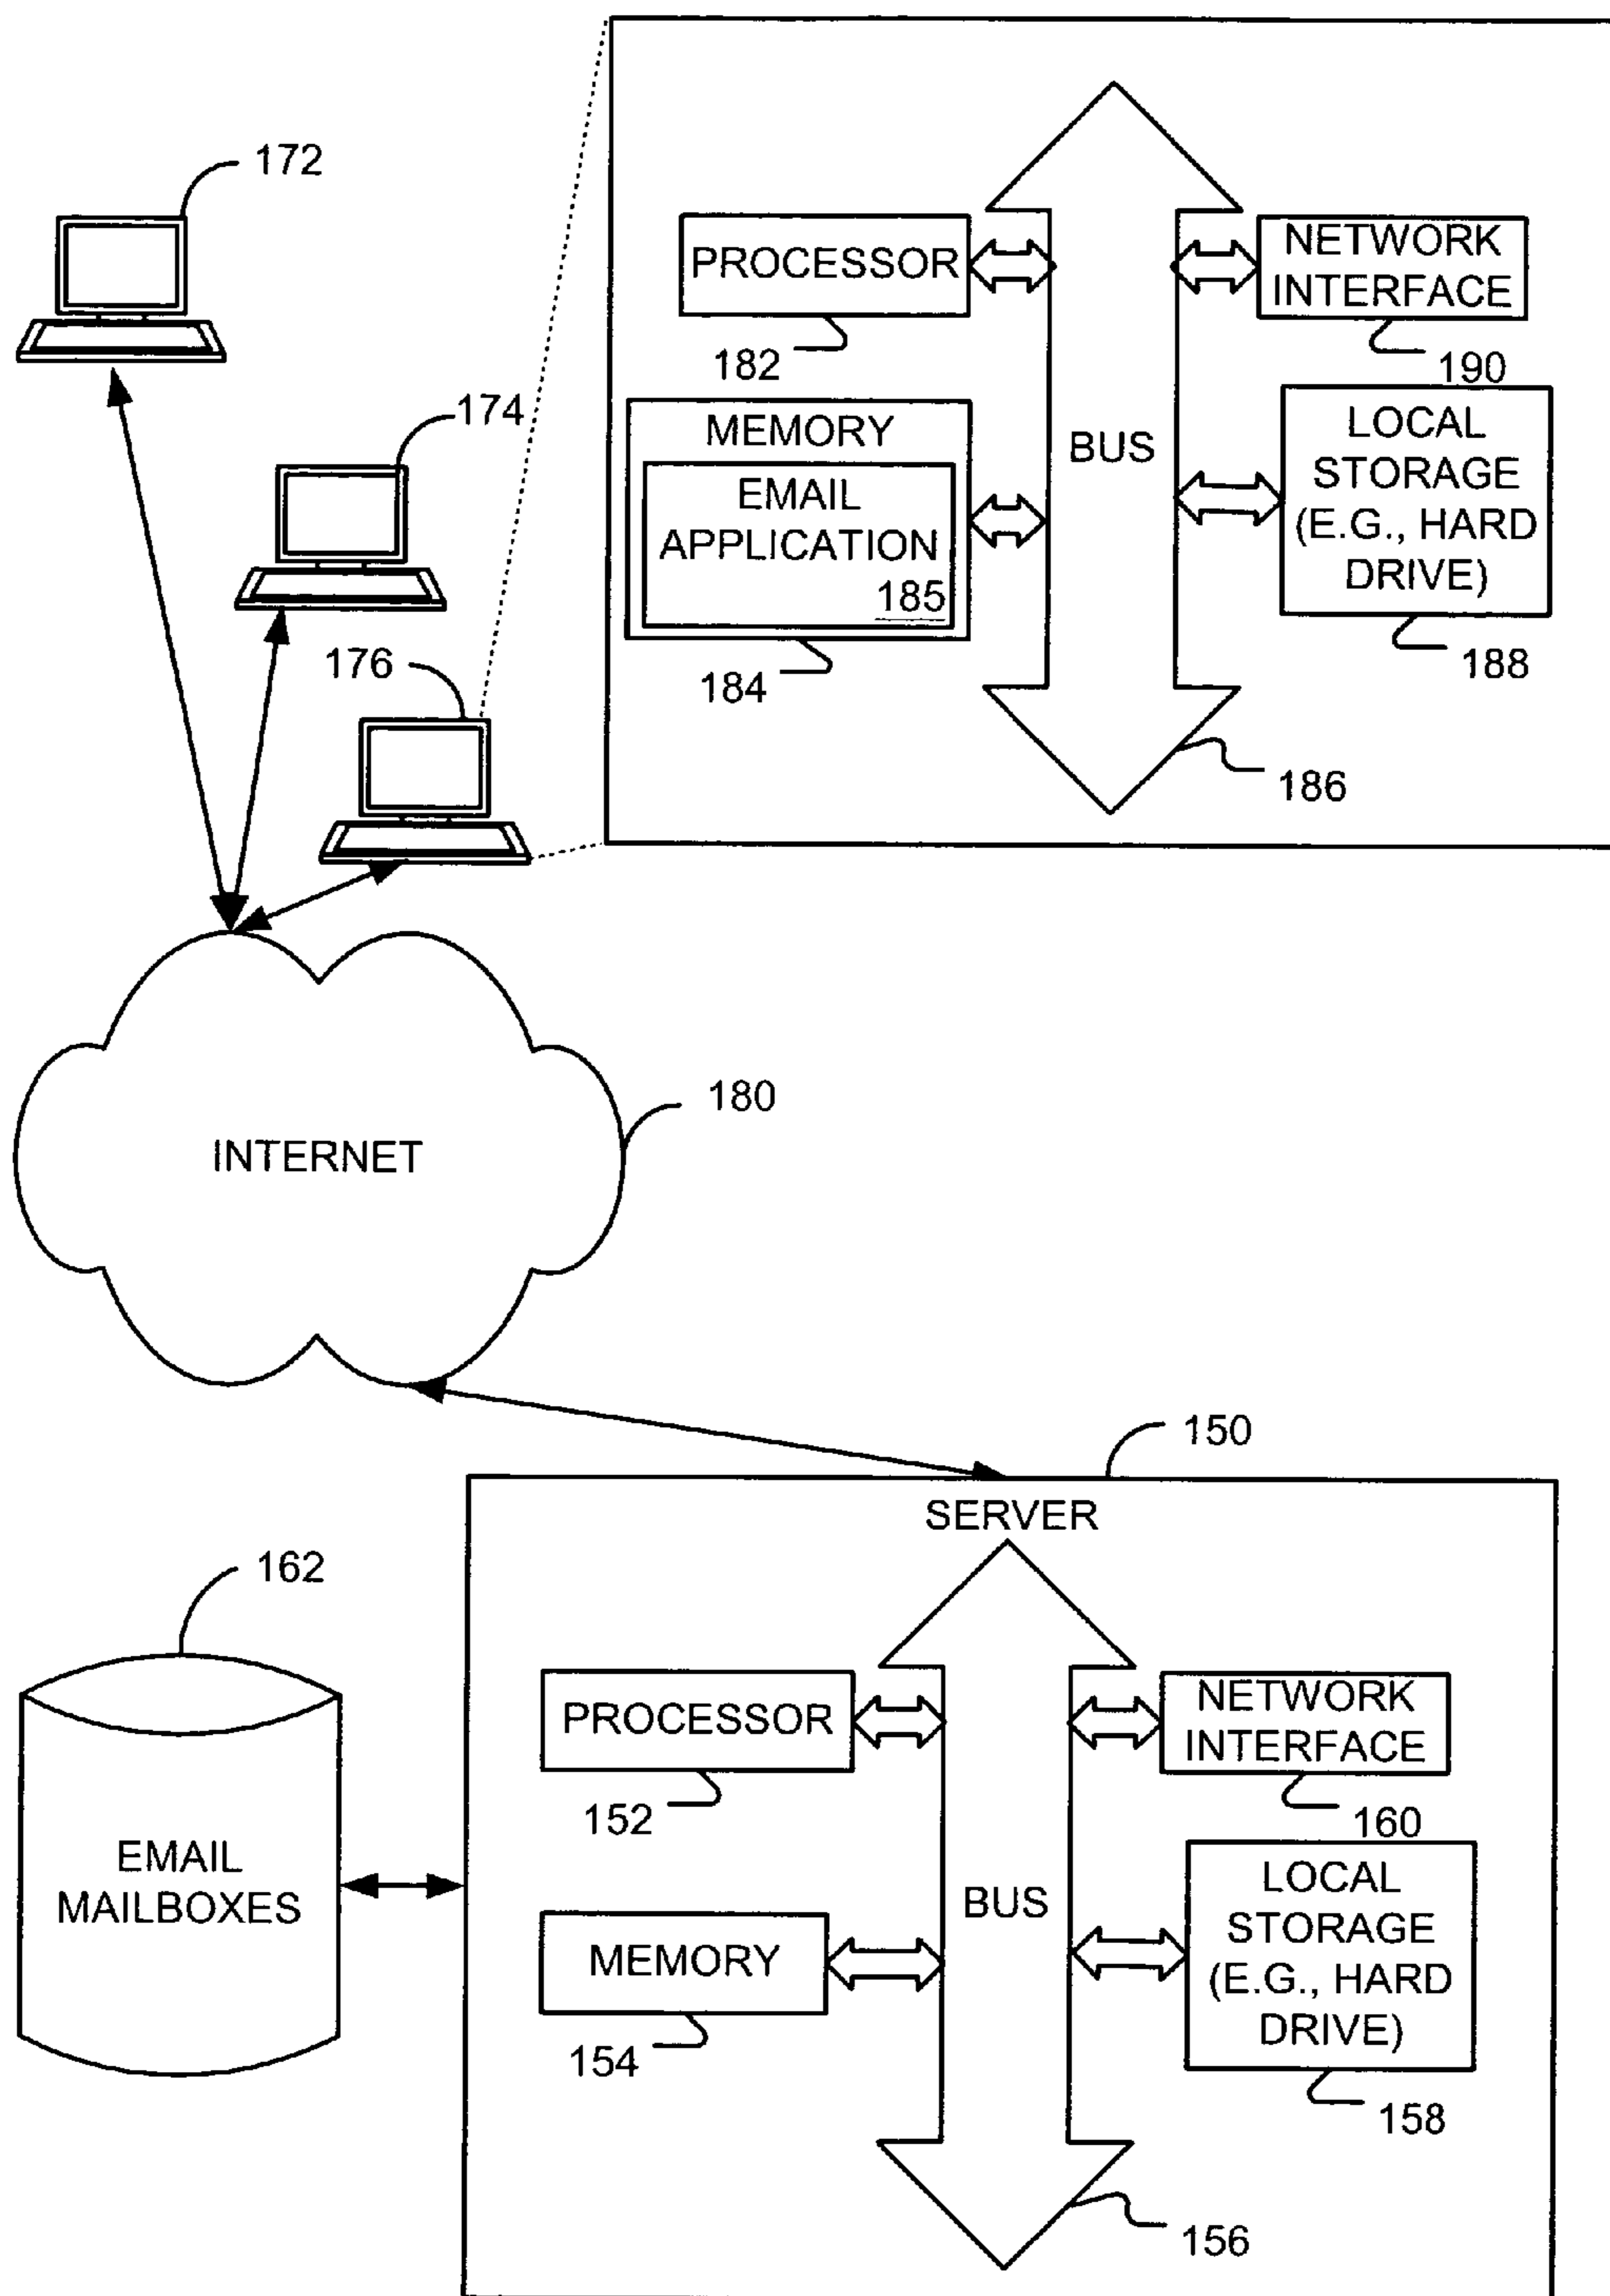 172
174
176
PROCESSOR
182
NETWORK
INTERFACE
190
MEMORY
EMAIL
APPLICATION
185
184
BUS
LOCAL
STORAGE
(E.G., HARD
DRIVE)
188
186
INTERNET
180
150
SERVER
162
EMAIL
MAILBOXES
PROCESSOR
152
NETWORK
INTERFACE
160
MEMORY
154
BUS
LOCAL
STORAGE
(E.G., HARD
DRIVE)
158
156